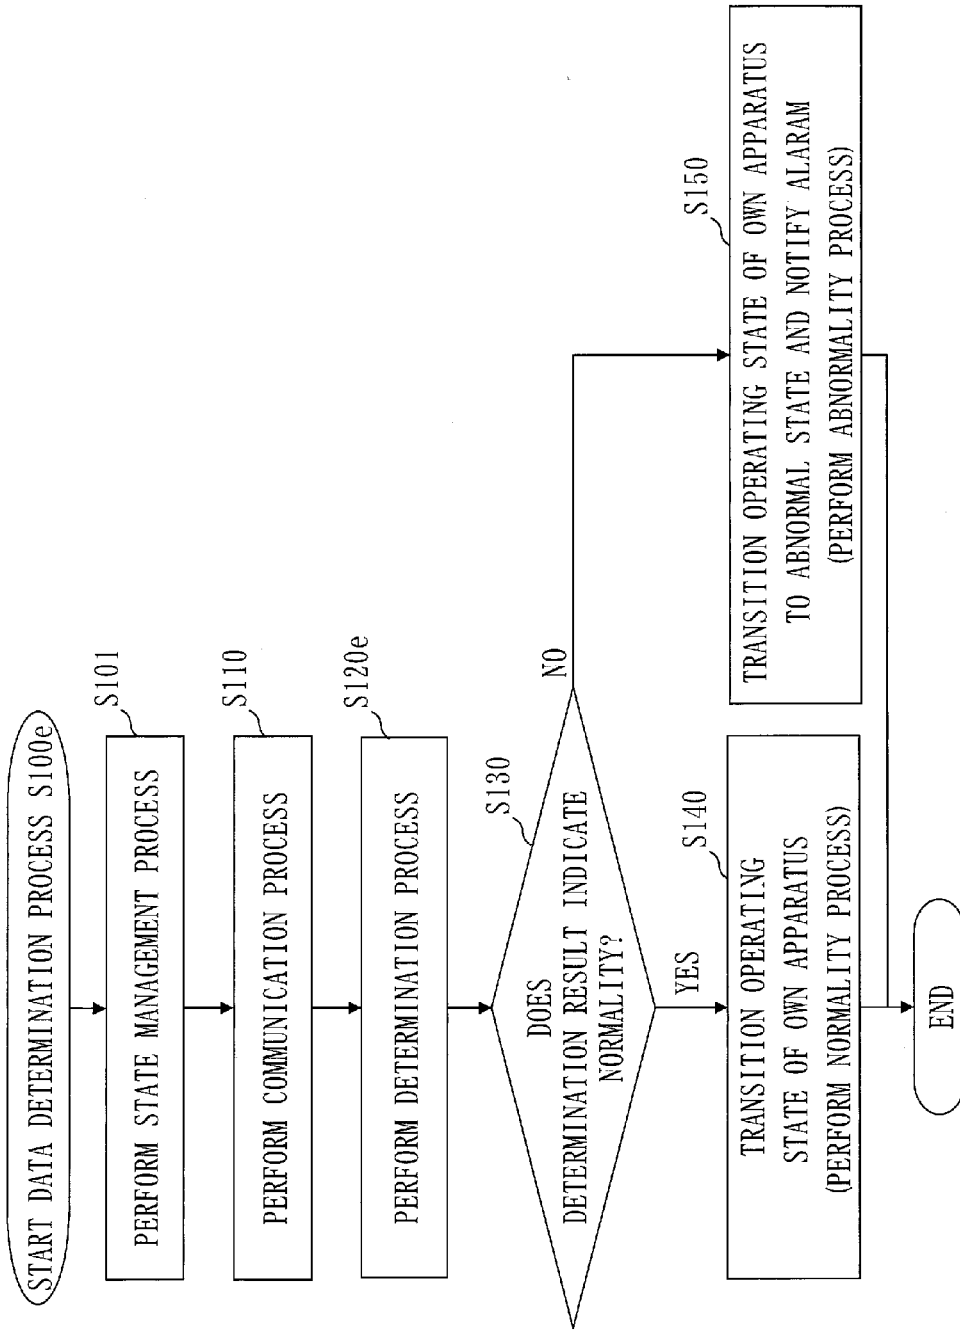 START DATA DETERMINATION PROCESS S100e
S101
PERFORM STATE MANAGEMENT PROCESS
S110
PERFORM COMMUNICATION PROCESS
S120e
PERFORM DETERMINATION PROCESS
S130
DOES
DETERMINATION RESULT INDICATE
NORMALITY?
NO
YES
S140
TRANSITION OPERATING
STATE OF OWN APPARATUS
(PERFORM NORMALITY PROCESS)
S150
TRANSITION OPERATING STATE OF OWN APPARATUS
TO ABNORMAL STATE AND NOTIFY ALARAM
(PERFORM ABNORMALITY PROCESS)
END